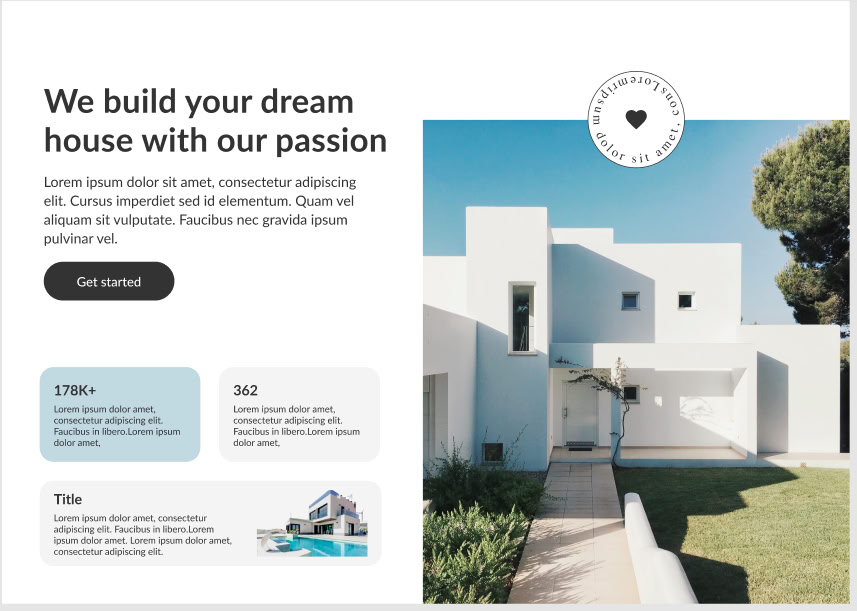 We build your dream
house with our passion
Lorem ipsum dolor sit amet, consectetur adipiscing
elit. Cursus imperdiet sed id elementum. Quam vel
aliquam sit vulputate. Faucibus nec gravida ipsum
pulvinar vel.
Get started
Loremripsum dolor sit amet, cons
178K+
Lorem ipsum dolor amet,
consectetur adipiscing elit.
Faucibus in libero.Lorem ipsum
dolor amet,
362
Lorem ipsum dolor amet,
consectetur adipiscing elit.
Faucibus in libero.Lorem ipsum
dolor amet,
Title
Lorem ipsum dolor amet, consectetur
adipiscing elit. Faucibus in libero.Lorem
ipsum dolor amet. Lorem ipsum dolor amet,
consectetur adipiscing elit.